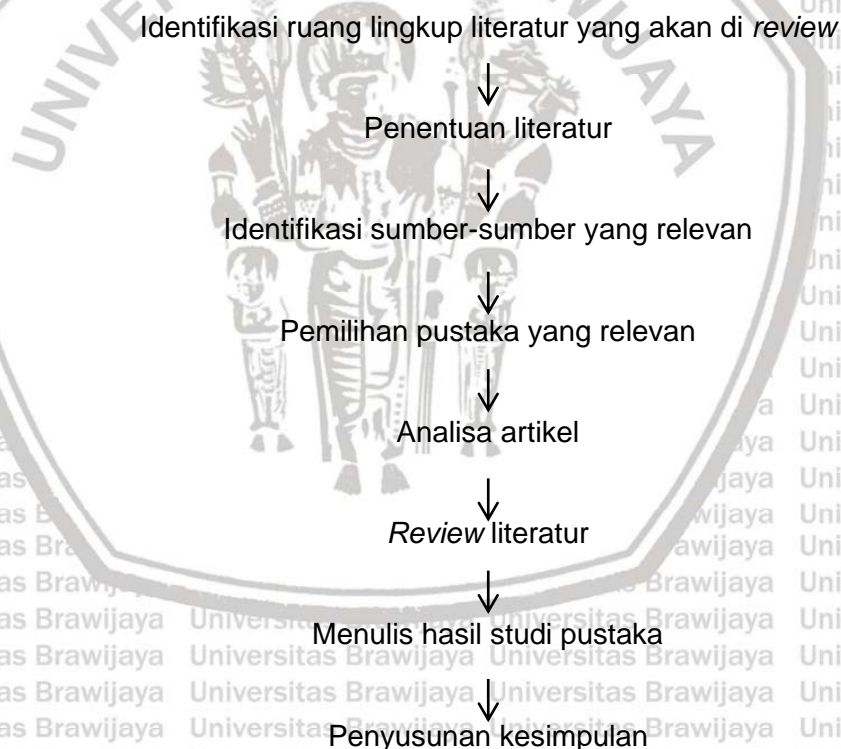 Identifikasi ruang lingkup literatur yang akan di review
Penentuan literatur
Identifikasi sumber-sumber yang relevan
Pemilihan pustaka yang relevan
Analisa artikel
Review literatur
Menulis hasil studi pustaka
Penyusunan kesimpulan